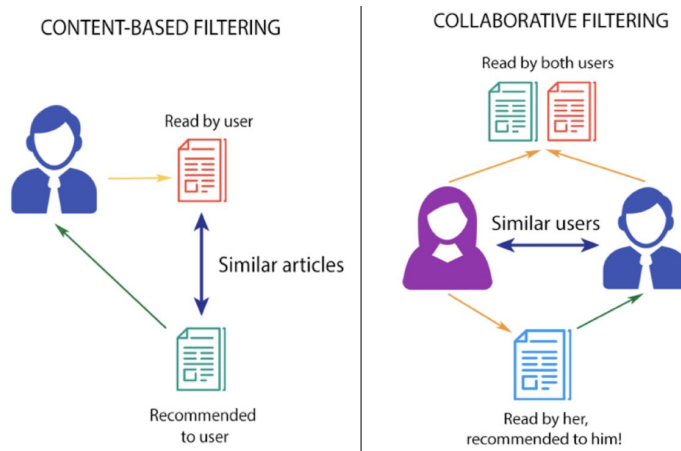 CONTENT-BASED FILTERING
Read by user
Similar articles
Recommended
to user
COLLABORATIVE FILTERING
Read by both users
Similar users
Read by her,
recommended to him!